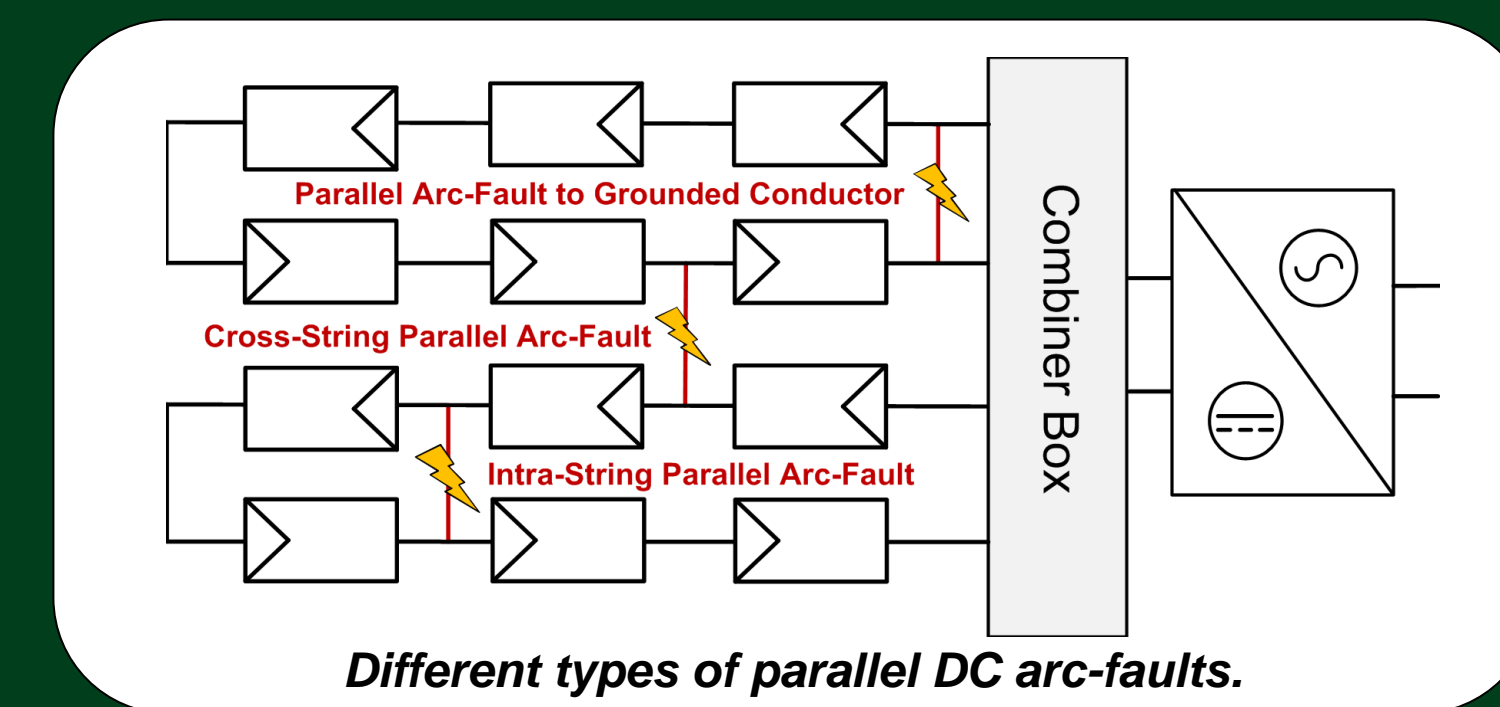 Parallel Arc-Fault to Grounded Conductor
Cross-String Parallel Arc-Fault
Intra-String Parallel Arc-Fault
Combiner Box
Different types of parallel DC arc-faults.